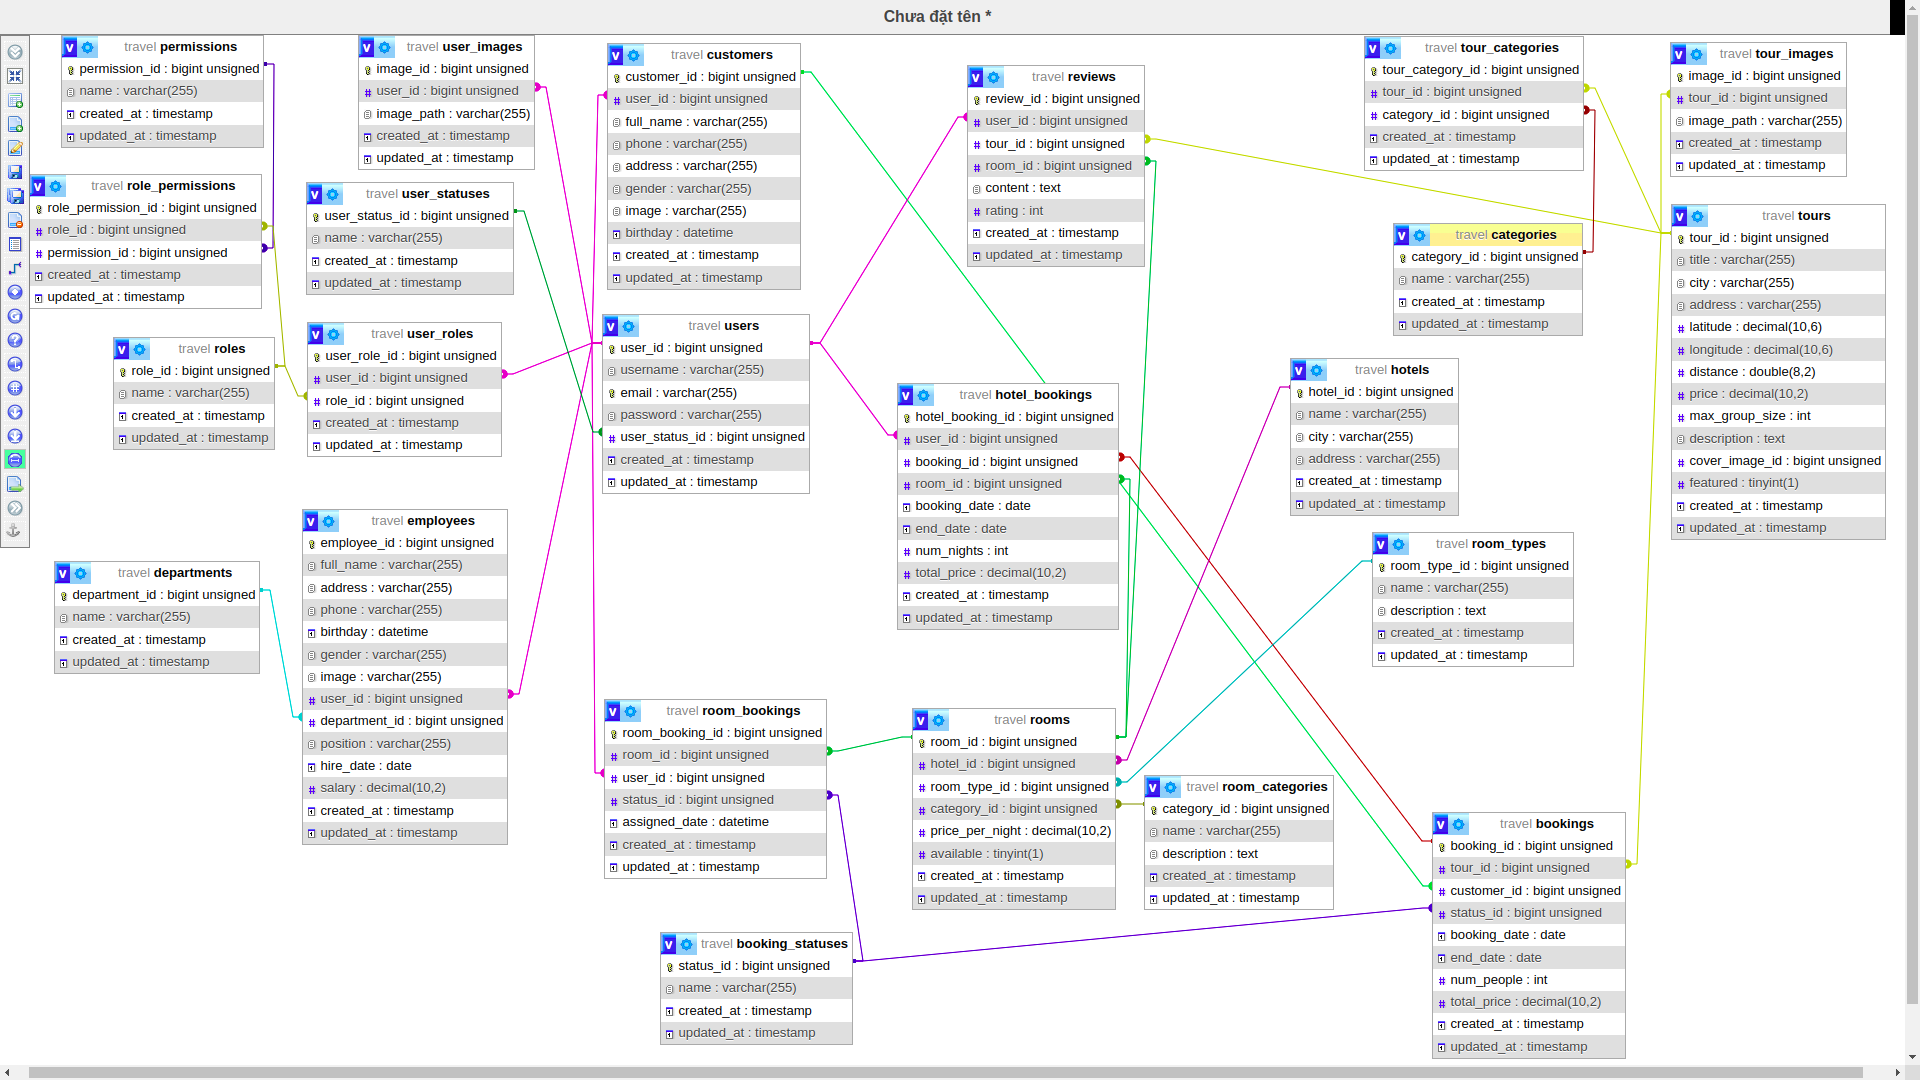 Chưa đặt tên *
travel permissions
permission_id : bigint unsigned
name : varchar(255)
created_at : timestamp
updated_at : timestamp
travel role_permissions
role_permission_id : bigint unsigned
role_id : bigint unsigned
permission_id : bigint unsigned
created_at : timestamp
updated_at : timestamp
travel roles
role_id : bigint unsigned
name : varchar(255)
created_at : timestamp
updated_at : timestamp
travel departments
department_id : bigint unsigned
name : varchar(255)
created_at : timestamp
updated_at : timestamp
travel user_images
image_id : bigint unsigned
user_id : bigint unsigned
image_path : varchar(255)
created_at : timestamp
updated_at : timestamp
travel user_statuses
user_status_id : bigint unsigned
name : varchar(255)
created_at : timestamp
updated_at : timestamp
travel user_roles
user_role_id : bigint unsigned
user_id : bigint unsigned
role_id : bigint unsigned
created_at : timestamp
updated_at : timestamp
travel employees
employee_id : bigint unsigned
full_name : varchar(255)
address : varchar(255)
phone : varchar(255)
birthday : datetime
gender : varchar(255)
image : varchar(255)
user_id : bigint unsigned
department_id : bigint unsigned
position : varchar(255)
hire_date : date
salary : decimal(10,2)
created_at : timestamp
updated_at : timestamp
travel customers
customer_id : bigint unsigned
user_id : bigint unsigned
full_name : varchar(255)
phone : varchar(255)
address : varchar(255)
gender : varchar(255)
image : varchar(255)
birthday : datetime
created_at : timestamp
updated_at : timestamp
travel users
user_id : bigint unsigned
username : varchar(255)
email : varchar(255)
password : varchar(255)
user_status_id : bigint unsigned
created_at : timestamp
updated_at : timestamp
travel room_bookings
room_booking_id : bigint unsigned
room_id : bigint unsigned
user_id : bigint unsigned
status_id : bigint unsigned
assigned_date : datetime
created_at : timestamp
updated_at : timestamp
travel booking_statuses
status_id : bigint unsigned
name : varchar(255)
created_at : timestamp
updated_at : timestamp
travel reviews
review_id : bigint unsigned
user_id : bigint unsigned
tour_id : bigint unsigned
room_id : bigint unsigned
content : text
rating : int
created_at : timestamp
updated_at : timestamp
travel hotel_bookings
hotel_booking_id : bigint unsigned
user_id : bigint unsigned
booking_id : bigint unsigned
room_id : bigint unsigned
booking_date : date
end_date : date
num_nights : int
total_price : decimal(10,2)
created_at : timestamp
updated_at : timestamp
travel rooms
room_id : bigint unsigned
hotel_id : bigint unsigned
room_type_id : bigint unsigned
category_id : bigint unsigned
price_per_night : decimal(10,2)
available : tinyint(1)
created_at : timestamp
updated_at : timestamp
travel room_categories
category_id : bigint unsigned
name : varchar(255)
description : text
created_at : timestamp
updated_at : timestamp
travel tour_categories
tour_category_id : bigint unsigned
tour_id : bigint unsigned
category_id : bigint unsigned
created_at : timestamp
updated_at : timestamp
travel categories
category_id : bigint unsigned
name : varchar(255)
created_at : timestamp
updated_at : timestamp
travel hotels
hotel_id : bigint unsigned
name : varchar(255)
city : varchar(255)
address : varchar(255)
created_at : timestamp
updated_at : timestamp
travel room_types
room_type_id : bigint unsigned
name : varchar(255)
description : text
created_at : timestamp
updated_at : timestamp
travel bookings
booking_id : bigint unsigned
tour_id : bigint unsigned
customer_id : bigint unsigned
status_id : bigint unsigned
booking_date : date
end_date : date
num_people : int
total_price : decimal(10,2)
created_at : timestamp
updated_at : timestamp
travel tour_images
image_id : bigint unsigned
tour_id : bigint unsigned
image_path : varchar(255)
created_at : timestamp
updated_at : timestamp
travel tours
tour_id : bigint unsigned
title : varchar(255)
city : varchar(255)
address : varchar(255)
latitude : decimal(10,6)
longitude : decimal(10,6)
distance : double(8,2)
price : decimal(10,2)
max_group_size : int
description : text
cover_image_id : bigint unsigned
featured : tinyint(1)
created_at : timestamp
updated_at : timestamp